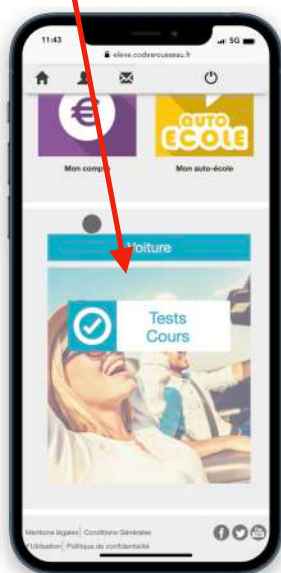 11:43
5G
eleve.codesrousseau.fr
€
AUTO
ECOLE
Mon compte
Mon auto-école
Voiture
Tests
Cours
Mentions légales | Conditions Générales
d'Utilisation | Politique de confidentialité